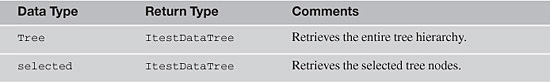 Data Type Return Type Comments
Tree ItestDataTree Retrieves the entire tree hierarchy.
selected ItestDataTree Retrieves the selected tree nodes.